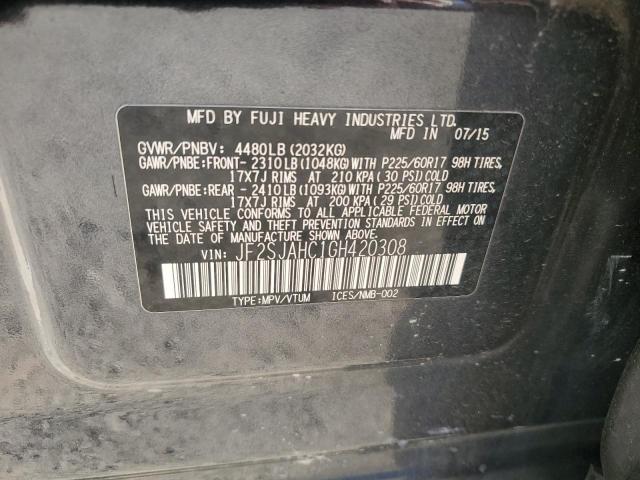 MFD BY FUJI HEAVY INDUSTRIES LTD.
MFD IN 07/15
GVWR/PNBV: 4480LB (2032KG)
GAWR/PNBE:FRONT- 2310LB (1048KG) WITH P225/60R17 98H TIRES,
17X7J RIMS AT 210 KPA ( 30 PSI) COLD
GAWR/PNBE:REAR - 2410LB (1093KG) WITH P225/60R17 98H TIRES,
17X7J RIMS AT 200 KPA ( 29 PSI) COLD
THIS VEHICLE CONFORMS TO ALL APPLICABLE FEDERAL MOTOR
VEHICLE SAFETY AND THEFT PREVENTION STANDARDS IN EFFECT ON
THE DATE OF MANUFACTURE SHOWN ABOVE.
VIN: JF2SJAHC1GH420308
TYPE:MPV/VTUM ICES/NMB-002